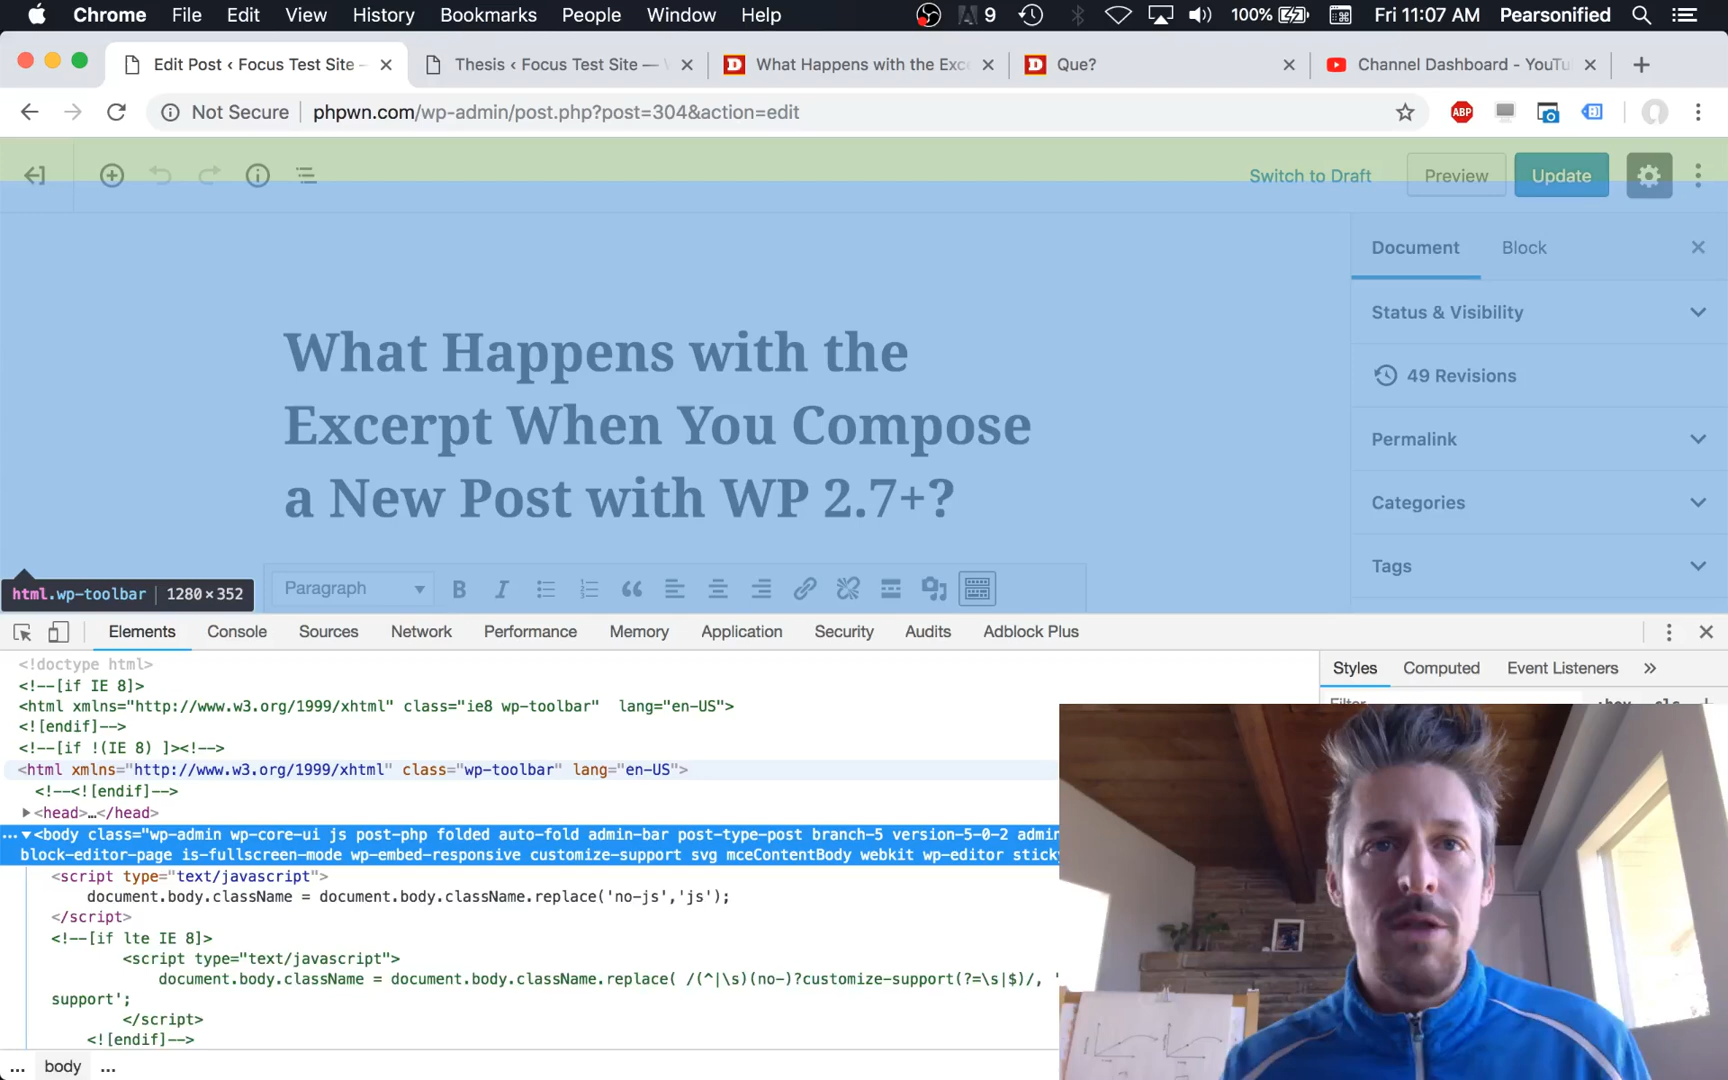 Chrome File Edit View History Bookmarks People Window Help 9 100% Fri 11:07 AM Pearsonified
Edit Post ‹ Focus Test Site — Thesis ‹ Focus Test Site — What Happens with the Exc Que? Channel Dashboard - YouTu
Not Secure phpwn.com/wp-admin/post.php?post=304&action=edit ABP
Switch to Draft Preview Update
Document Block
Status & Visibility
What Happens with the
Excerpt When You Compose
a New Post with WP 2.7+?
49 Revisions
Permalink
Categories
Tags
html.wp-toolbar 1280×352
Paragraph B I
Elements Console Sources Network Performance Memory Application Security Audits Adblock Plus
Styles Computed Event Listeners »
<!doctype html>
<!--[if IE 8]>
<html xmlns="http://www.w3.org/1999/xhtml" class="ie8 wp-toolbar"  lang="en-US">
<![endif]-->
<!--[if !(IE 8) ]><!-->
<html xmlns="http://www.w3.org/1999/xhtml" class="wp-toolbar" lang="en-US">
<!--<![endif]-->
<head>…</head>
… <body class="wp-admin wp-core-ui js post-php folded auto-fold admin-bar post-type-post branch-5 version-5-0-2 admin
block-editor-page is-fullscreen-mode wp-embed-responsive customize-support svg mceContentBody webkit wp-editor sticky
<script type="text/javascript">
document.body.className = document.body.className.replace('no-js','js');
</script>
<!--[if lte IE 8]>
<script type="text/javascript">
document.body.className = document.body.className.replace( /(^|\s)(no-)?customize-support(?=\s|$)/, '
support';
</script>
<![endif]-->
… body …